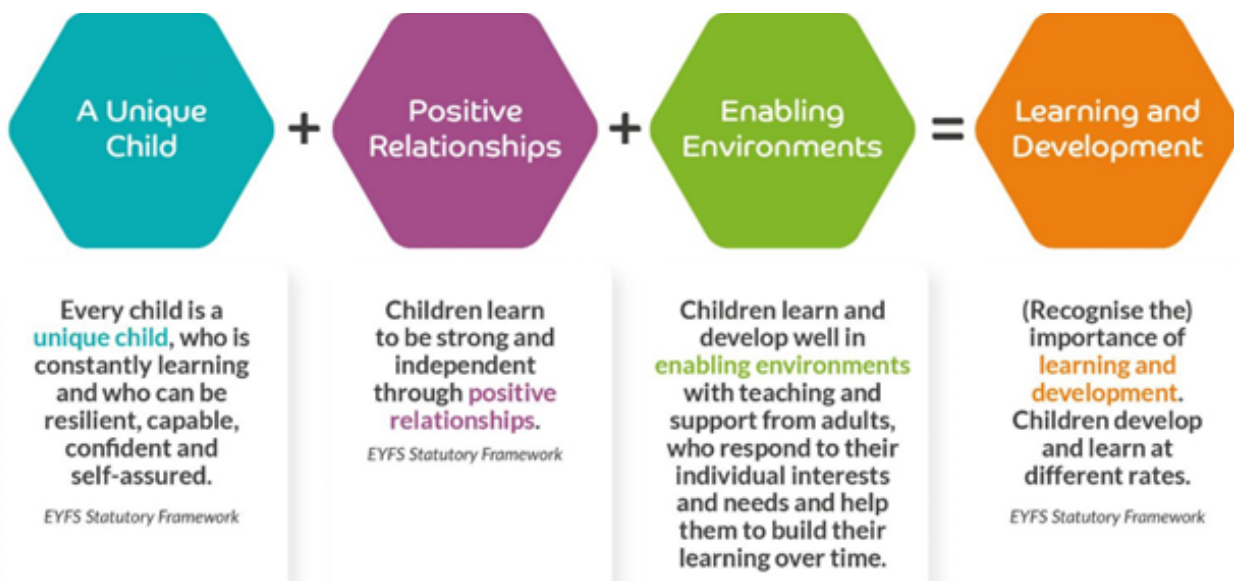 A Unique
Child
+
Positive
Relationships
+
Enabling
Environments
=
Learning and
Development
Every child is a
unique child, who is
constantly learning
and who can be
resilient, capable,
confident and
self-assured.
EYFS Statutory Framework
Children learn
to be strong and
independent
through positive
relationships.
EYFS Statutory Framework
Children learn and
develop well in
enabling environments
with teaching and
support from adults,
who respond to their
individual interests
and needs and help
them to build their
learning over time.
(Recognise the)
importance of
learning and
development.
Children develop
and learn at
different rates.
EYFS Statutory Framework